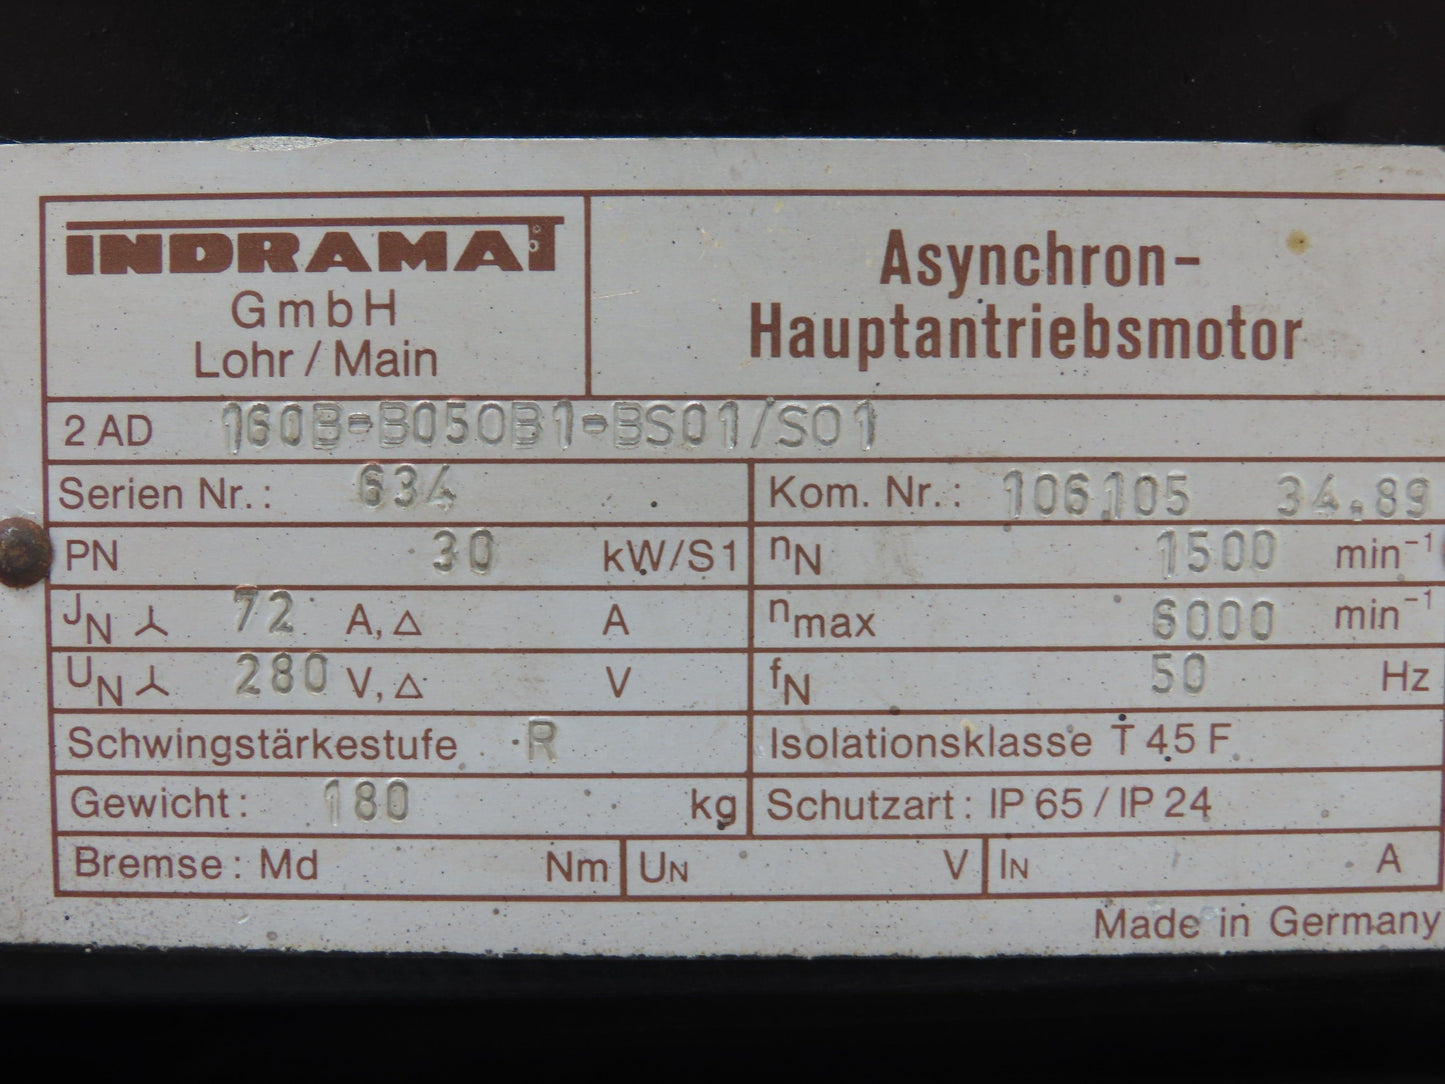 INDRAMAT
GmbH
Lohr / Main
Asynchron-
Hauptantriebsmotor
2 AD 160B-B050B1-BS01/S01
Serien Nr.: 634
Kom. Nr.: 106105 34.89
PN 30 kW/S1
nN 1500 min⁻¹
JN ⅄ 72 A, △ A
nmax 6000 min⁻¹
UN ⅄ 280 V, △ V
fN 50 Hz
Schwingstärkestufe R
Isolationsklasse T 45 F
Gewicht: 180 kg
Schutzart: IP 65 / IP 24
Bremse: Md Nm UN V IN A
Made in Germany